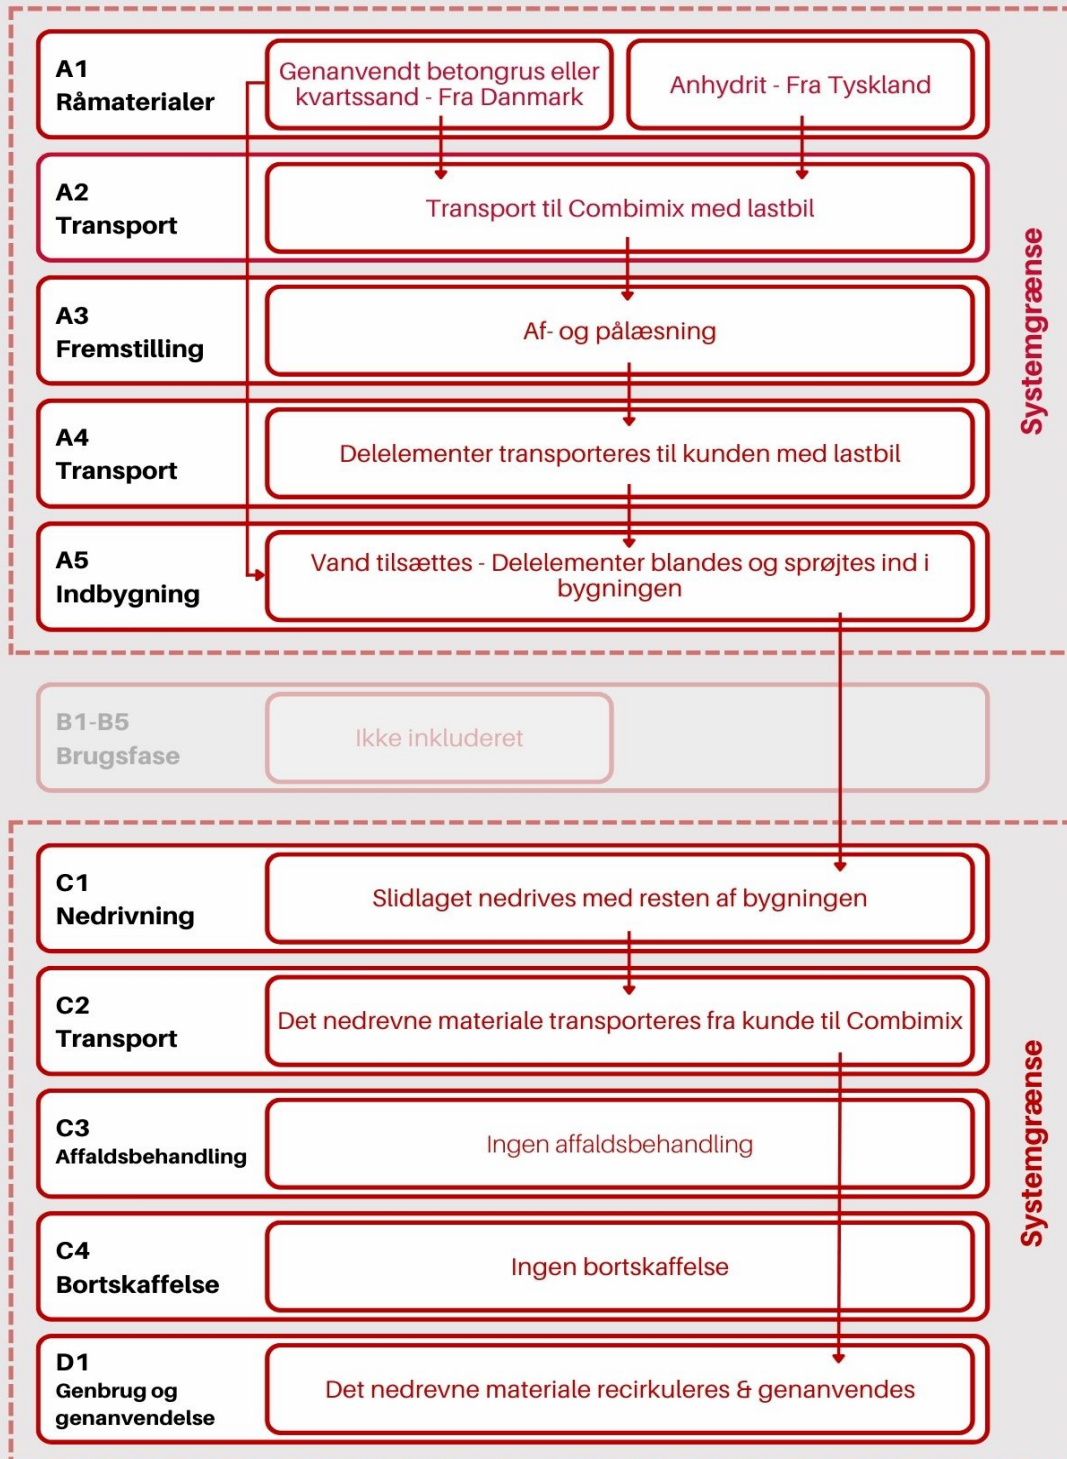 A1
Råmaterialer
Genanvendt betongrus eller
kvartssand - Fra Danmark
Anhydrit - Fra Tyskland
A2
Transport
Transport til Combimix med lastbil
A3
Fremstilling
Af- og pålæsning
A4
Transport
Delelementer transporteres til kunden med lastbil
A5
Indbygning
Vand tilsættes - Delelementer blandes og sprøjtes ind i
bygningen
Systemgrænse
B1-B5
Brugsfase
Ikke inkluderet
C1
Nedrivning
Slidlaget nedrives med resten af bygningen
C2
Transport
Det nedrevne materiale transporteres fra kunde til Combimix
C3
Affaldsbehandling
Ingen affaldsbehandling
C4
Bortskaffelse
Ingen bortskaffelse
D1
Genbrug og
genanvendelse
Det nedrevne materiale recirkuleres & genanvendes
Systemgrænse